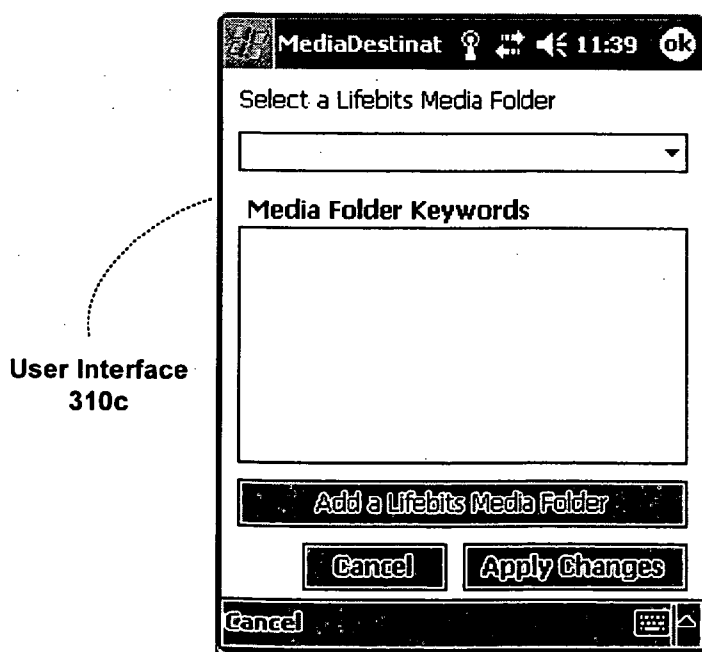 MediaDestinat 11:39 ok
Select a Lifebits Media Folder
Media Folder Keywords
User Interface
310c
Add a Lifebits Media Folder
Cancel Apply Changes
Cancel